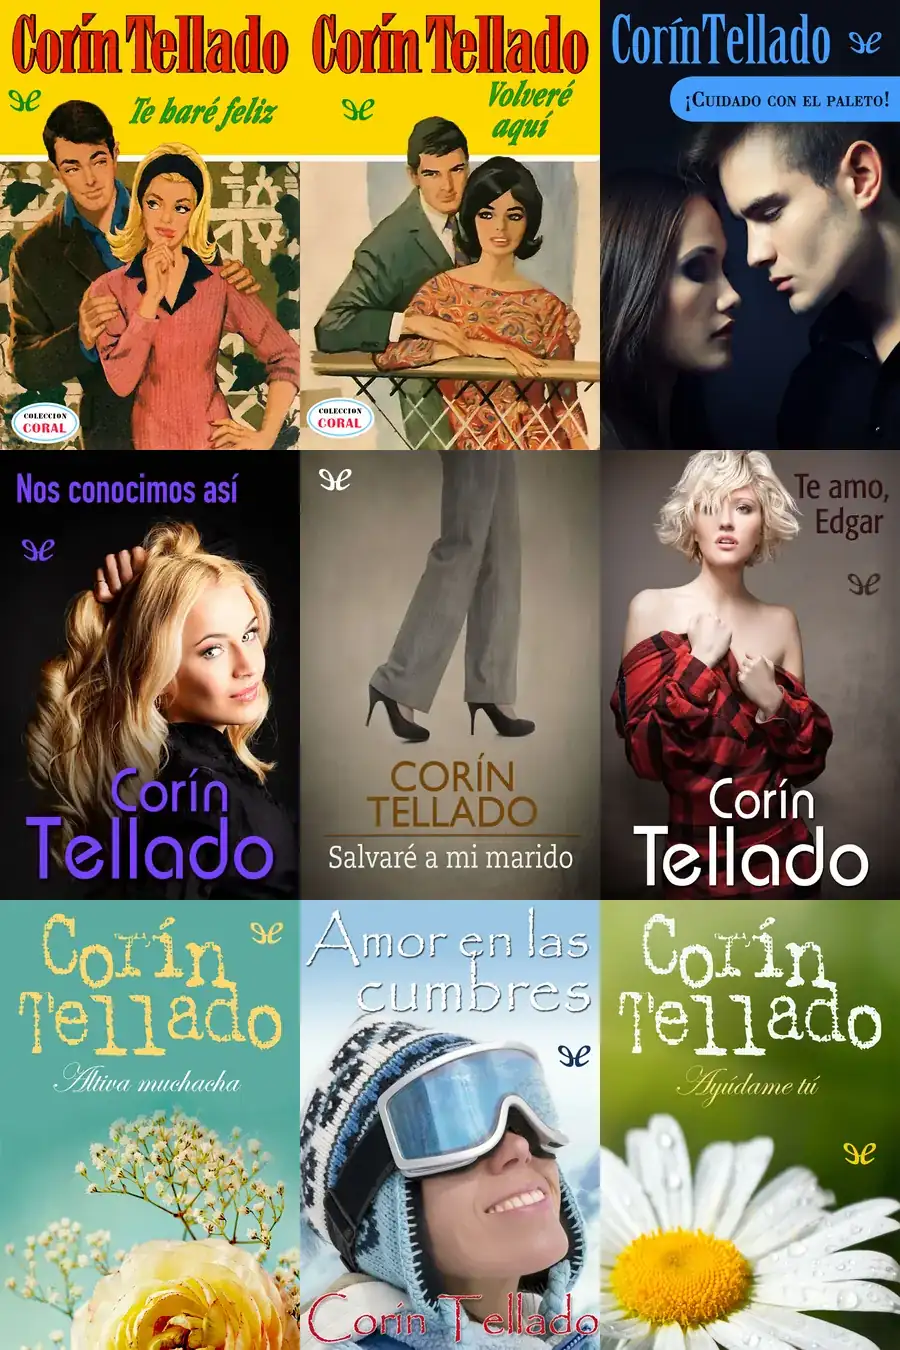 Corín Tellado
Te haré feliz
COLECCION
CORAL
Corín Tellado
Volveré
aquí
COLECCION
CORAL
Corín Tellado
¡Cuidado con el paleto!
Nos conocimos así
Corín
Tellado
CORÍN
TELLADO
Salvaré a mi marido
Te amo,
Edgar
Corín
Tellado
Corín
Tellado
Altiva muchacha
Amor en las
cumbres
Corín Tellado
Corín
Tellado
Ayúdame tú